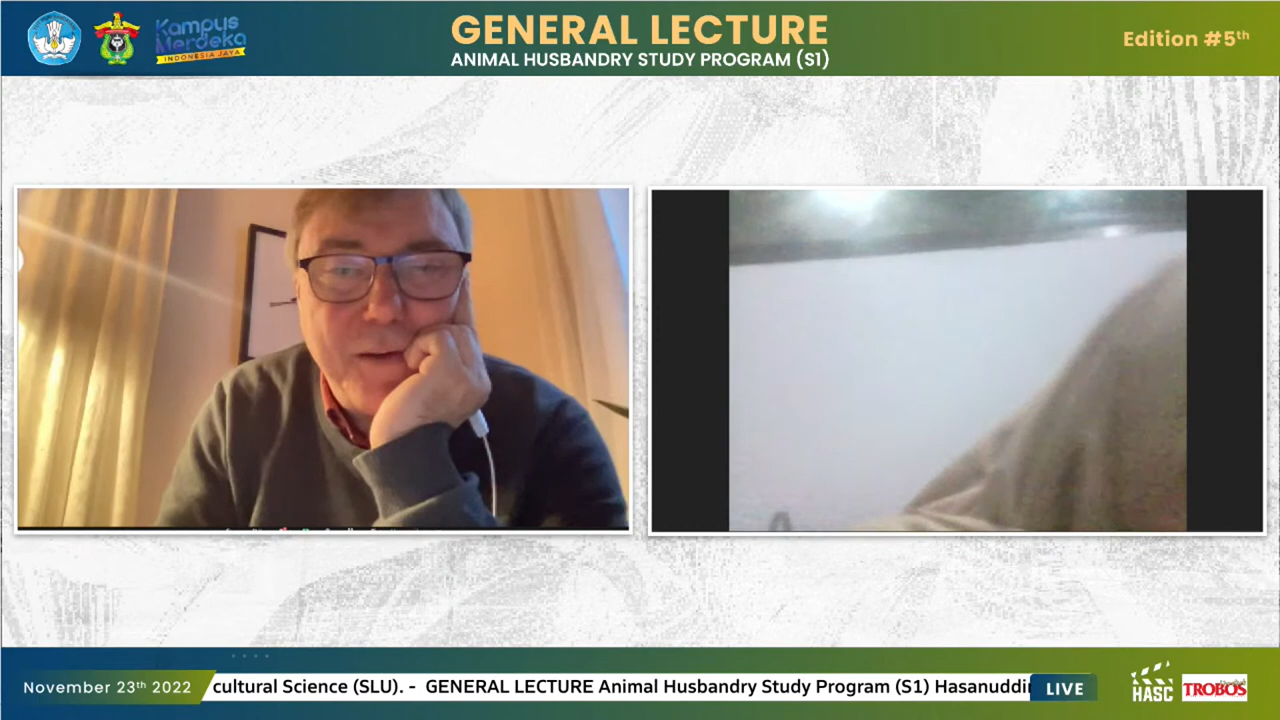 Kampus
Merdeka
INDONESIA JAYA
GENERAL LECTURE
ANIMAL HUSBANDRY STUDY PROGRAM (S1)
Edition #5th
November 23th 2022
cultural Science (SLU). - GENERAL LECTURE Animal Husbandry Study Program (S1) Hasanuddi
LIVE
HASC
TROBOS